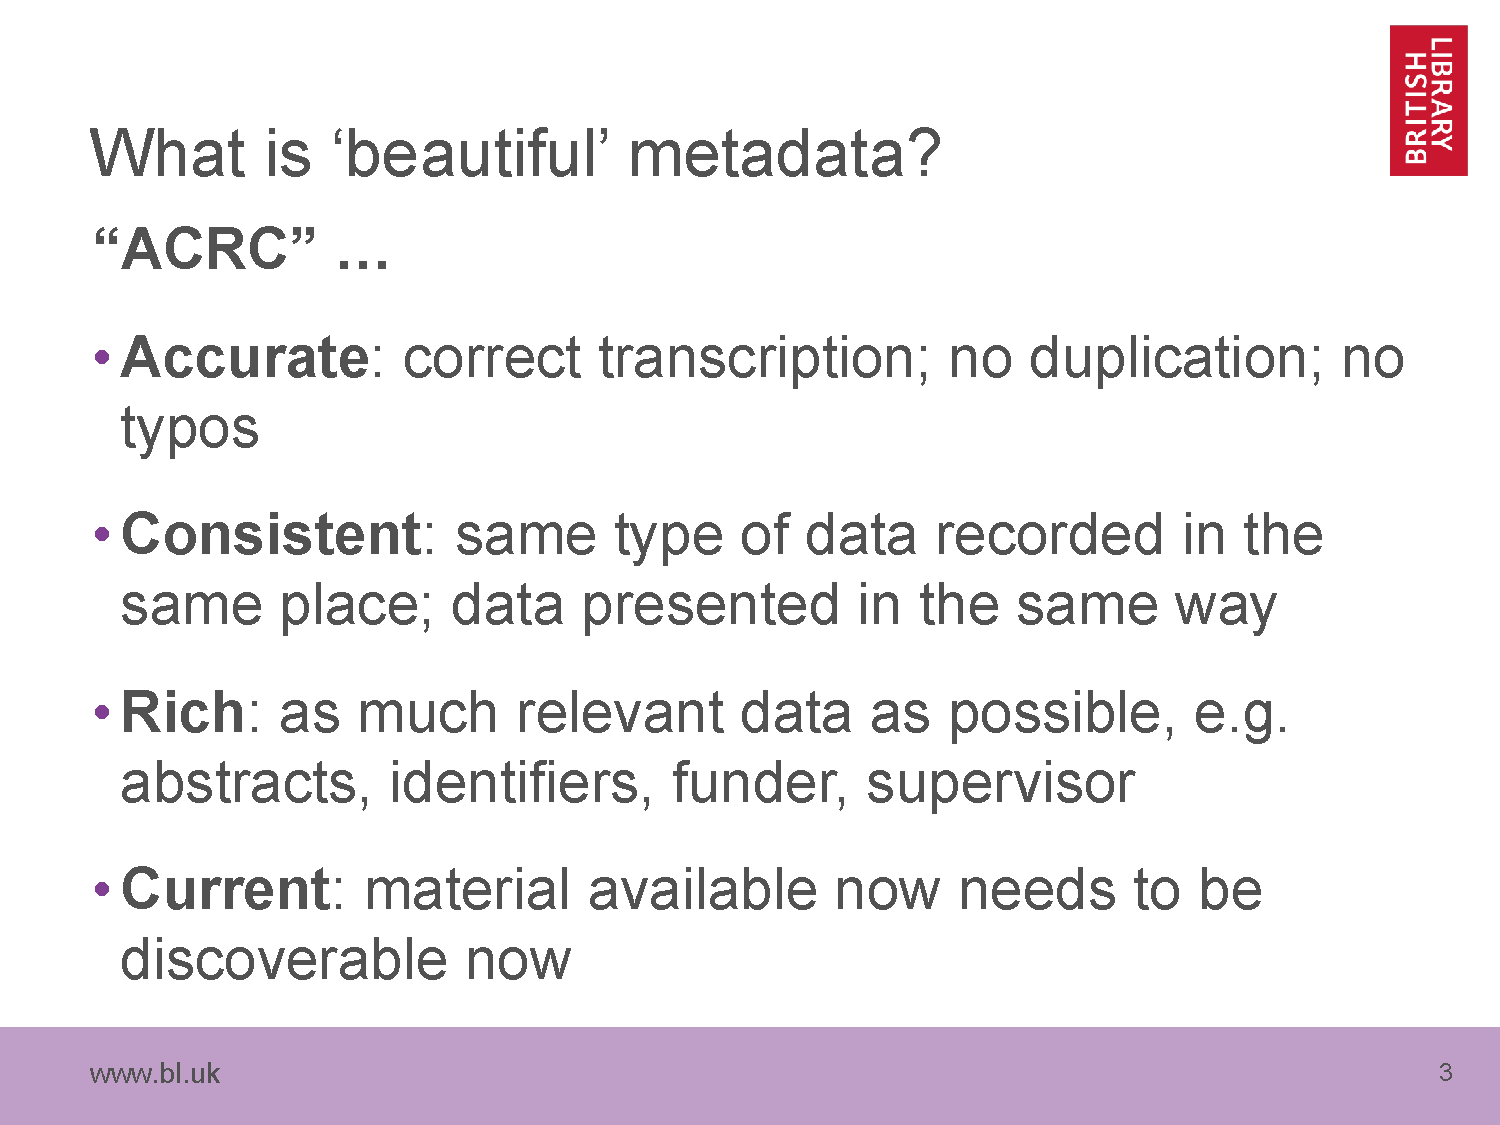 BRITISH
LIBRARY
What is ‘beautiful’ metadata?
“ACRC” …
• Accurate: correct transcription; no duplication; no
typos
• Consistent: same type of data recorded in the
same place; data presented in the same way
• Rich: as much relevant data as possible, e.g.
abstracts, identifiers, funder, supervisor
• Current: material available now needs to be
discoverable now
www.bl.uk
3